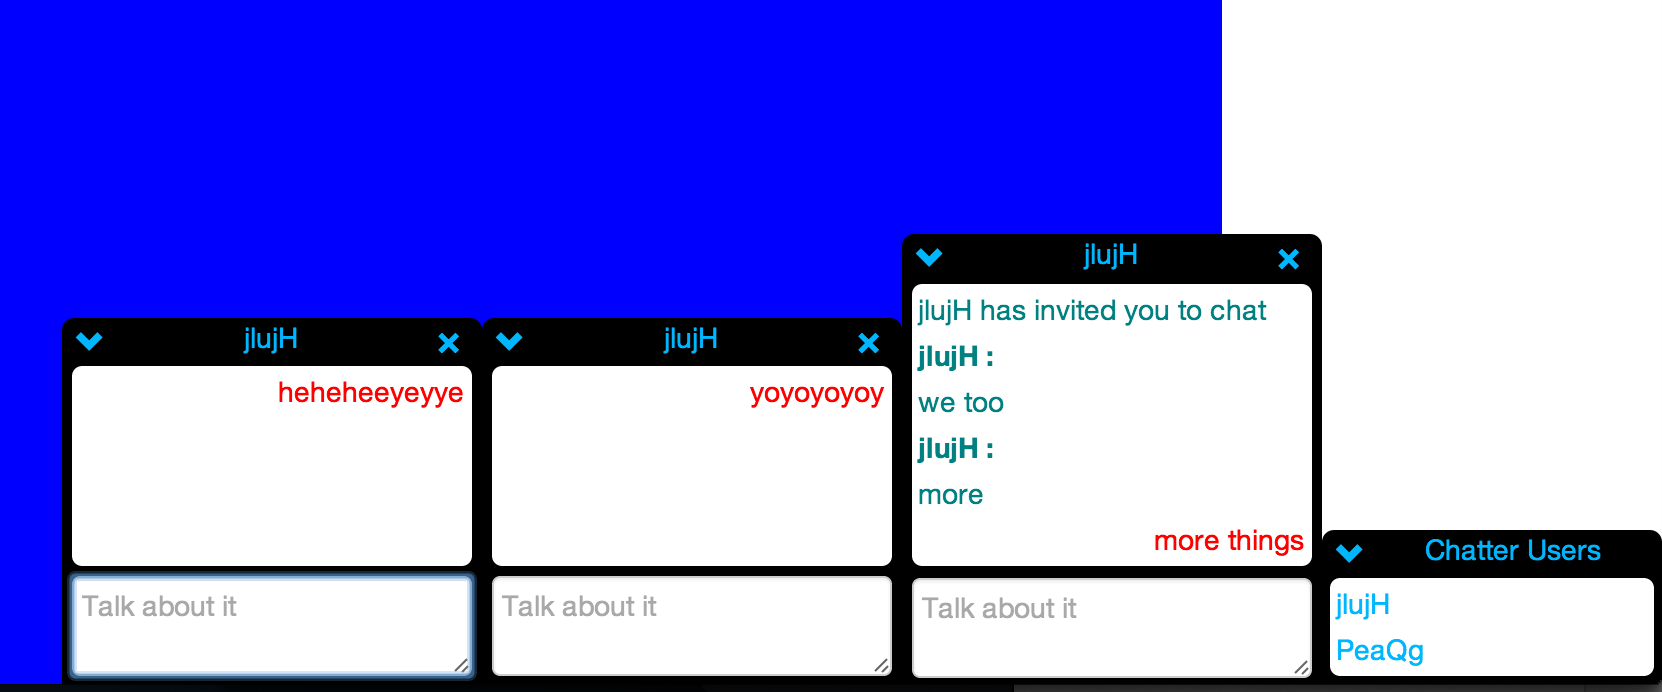 jlujH
heheheeyeyye
Talk about it
jlujH
yoyoyoyoy
Talk about it
jlujH
jlujH has invited you to chat
jlujH :
we too
jlujH :
more
more things
Talk about it
Chatter Users
jlujH
PeaQg